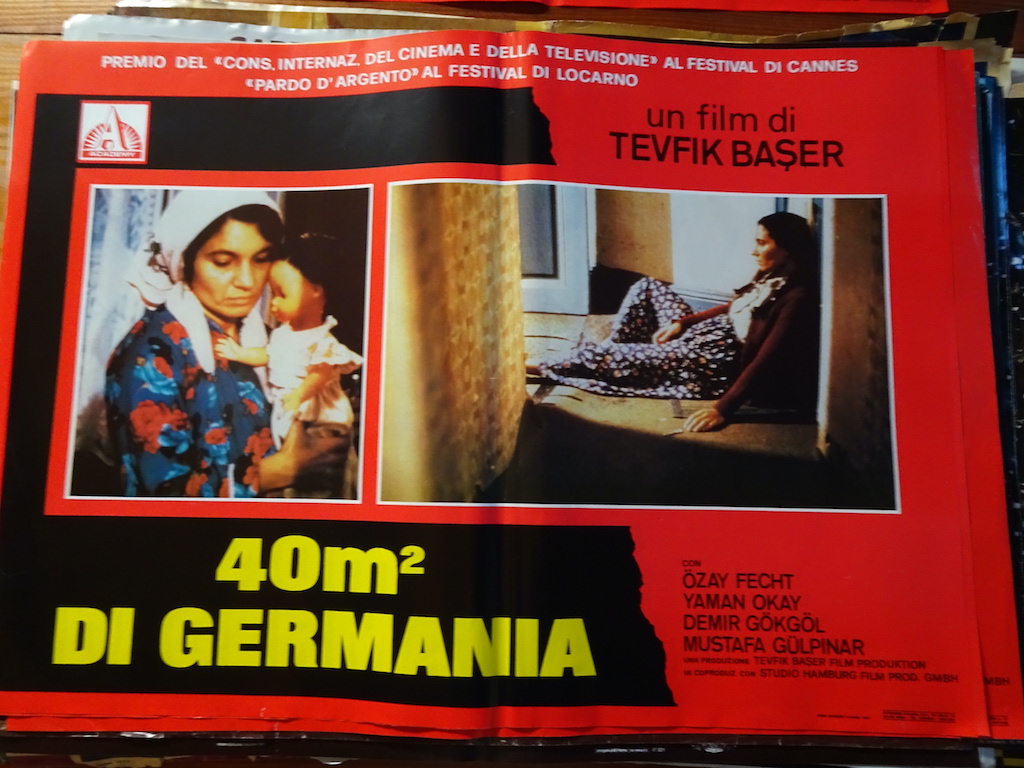 PREMIO DEL «CONS. INTERNAZ. DEL CINEMA E DELLA TELEVISIONE» AL FESTIVAL DI CANNES
«PARDO D'ARGENTO» AL FESTIVAL DI LOCARNO
un film di
TEVFIK BAŞER
ACADEMY
40m²
DI GERMANIA
CON
ÖZAY FECHT
YAMAN OKAY
DEMIR GÖKGÖL
MUSTAFA GÜLPINAR
UNA PRODUZIONE TEVFIK BAŞER FILM PRODUKTION
IN COPRODUZ. CON STUDIO HAMBURG FILM PROD. GMBH
MBH